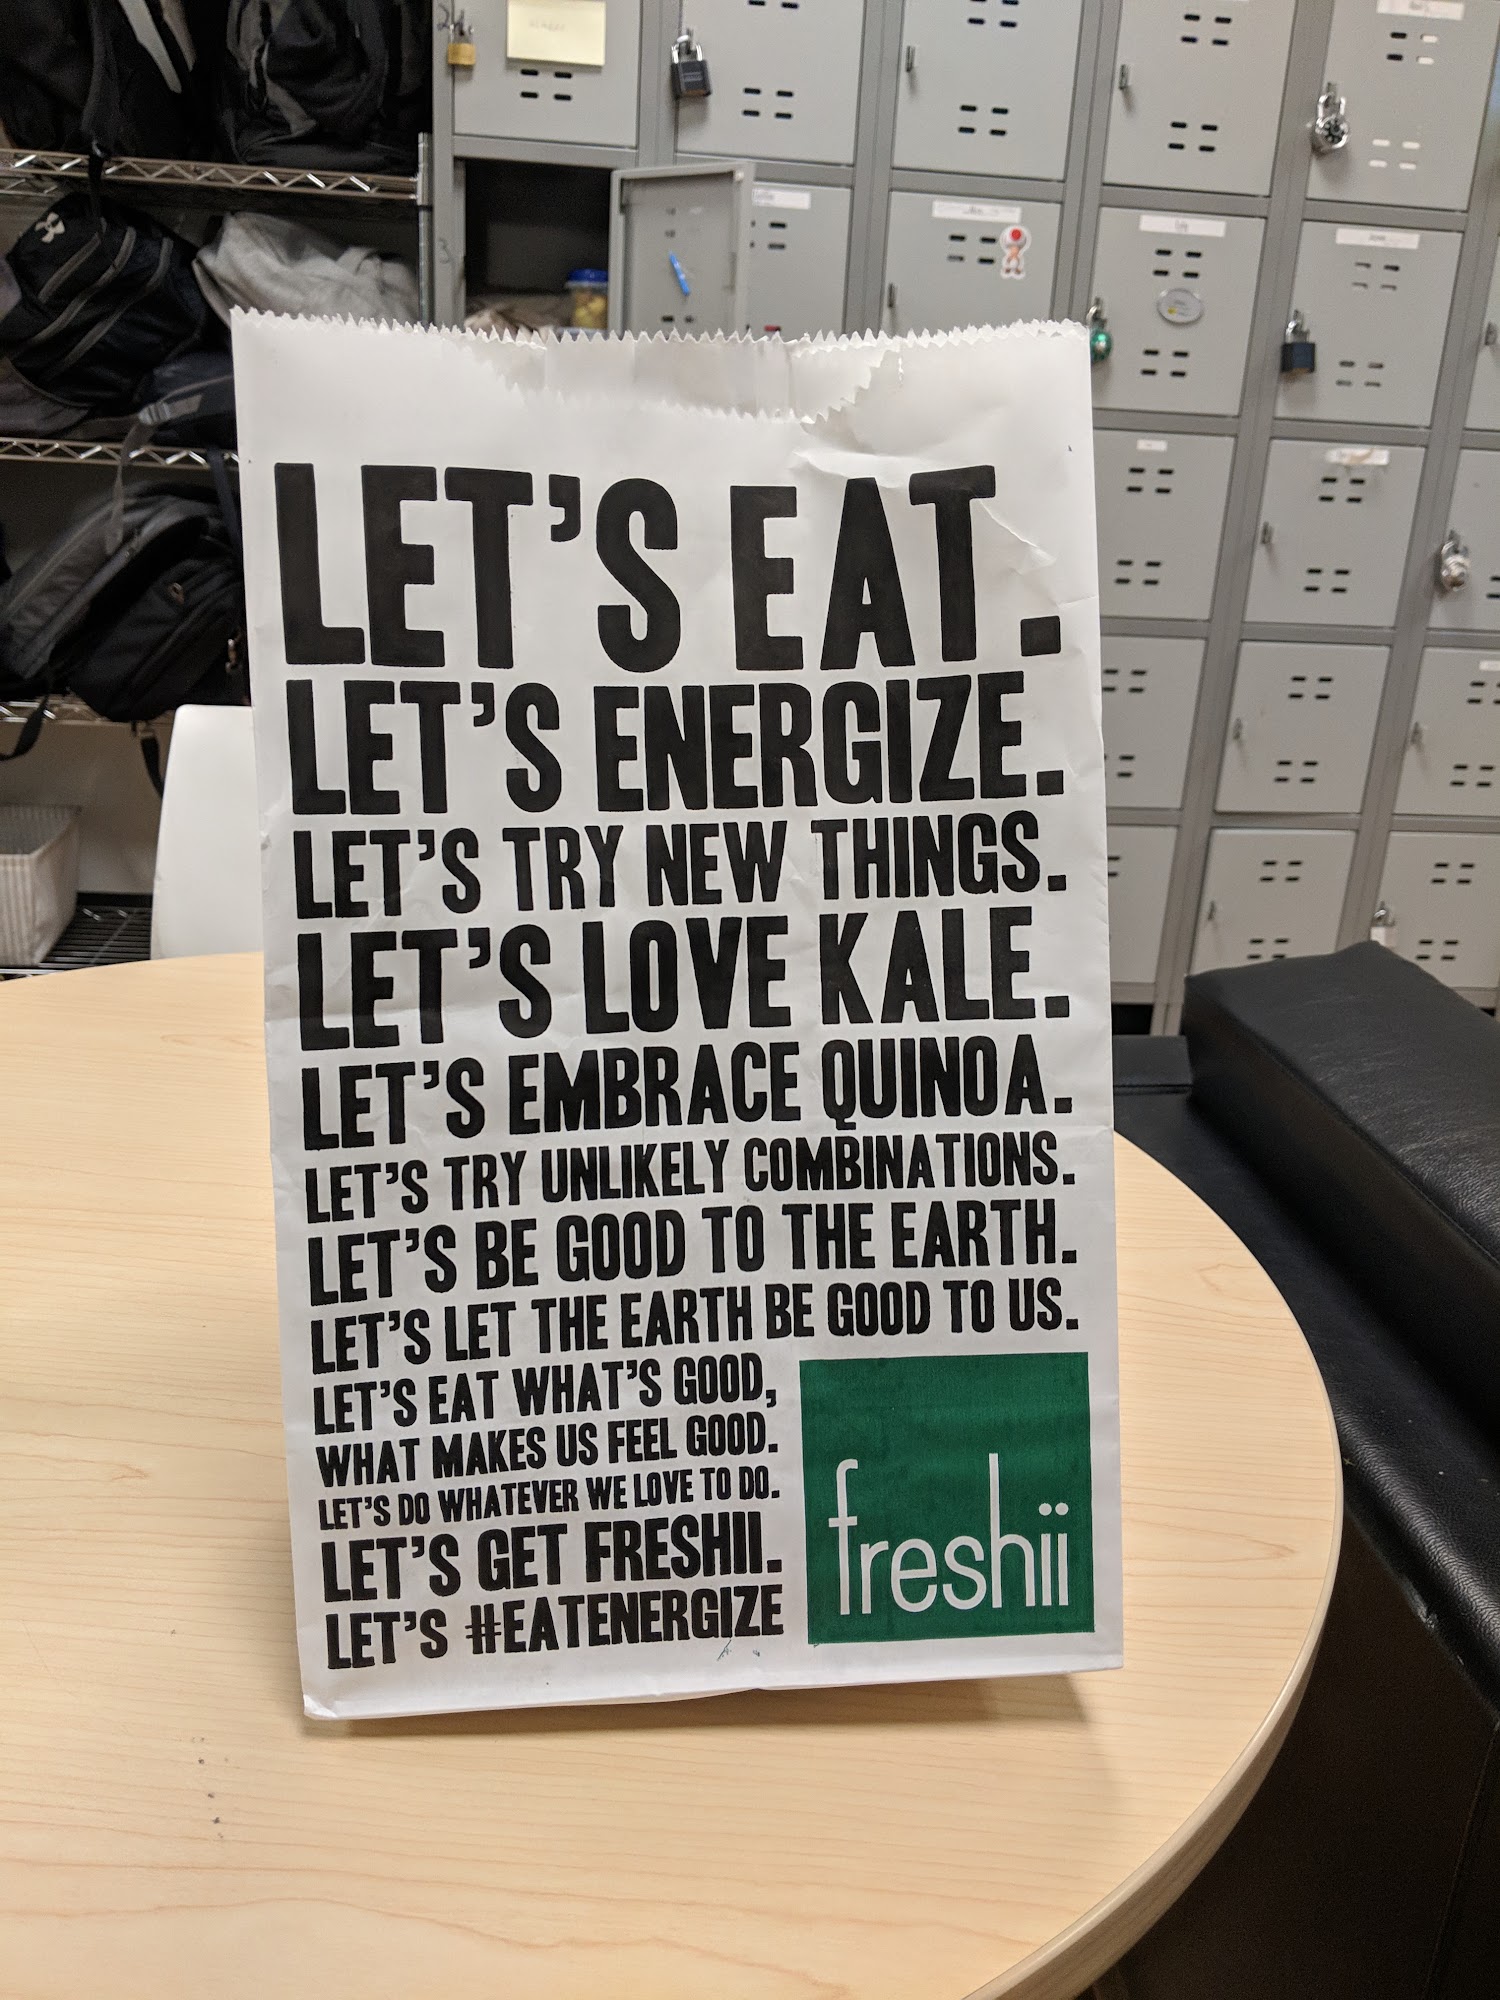 LET'S EAT.
LET'S ENERGIZE.
LET'S TRY NEW THINGS.
LET'S LOVE KALE.
LET'S EMBRACE QUINOA.
LET'S TRY UNLIKELY COMBINATIONS.
LET'S BE GOOD TO THE EARTH.
LET'S LET THE EARTH BE GOOD TO US.
LET'S EAT WHAT'S GOOD,
WHAT MAKES US FEEL GOOD.
LET'S DO WHATEVER WE LOVE TO DO.
LET'S GET FRESHII.
LET'S #EATENERGIZE
freshii